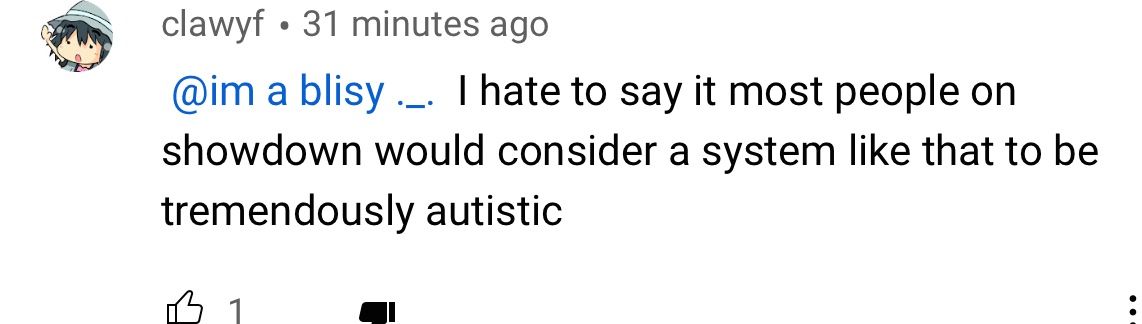 clawyf • 31 minutes ago
@im a blisy ._. I hate to say it most people on
showdown would consider a system like that to be
tremendously autistic
1